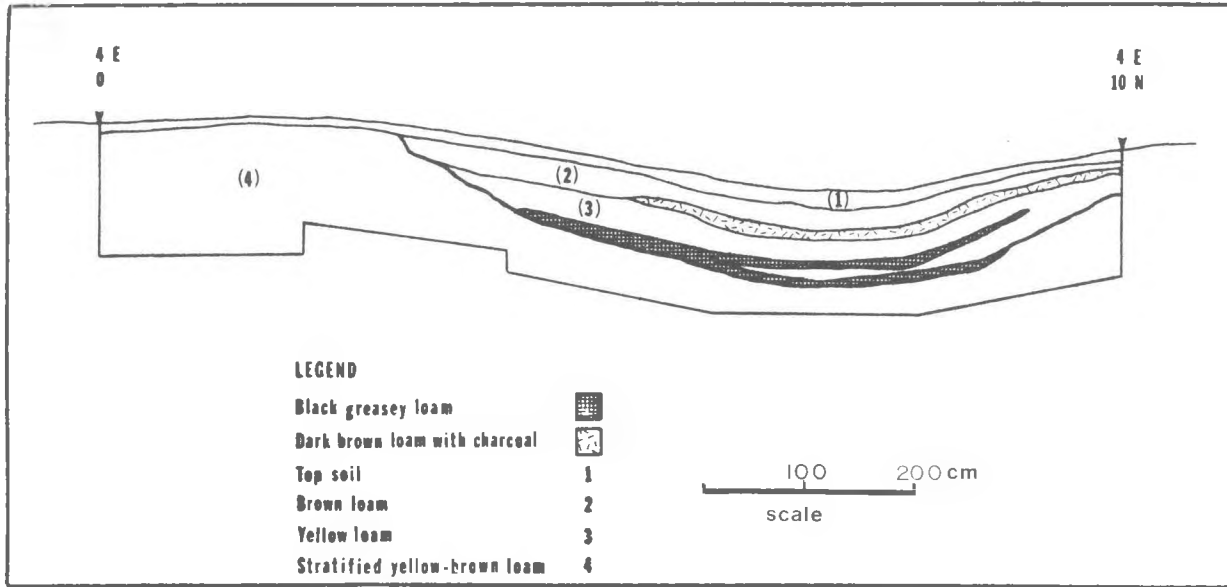 4 E
0
4 E
10 N
(4)
(2)
(1)
(3)
LEGEND
Black greasey loam
Dark brown loam with charcoal
Top soil 1
Brown loam 2
Yellow loam 3
Stratified yellow-brown loam 4
100 200 cm
scale